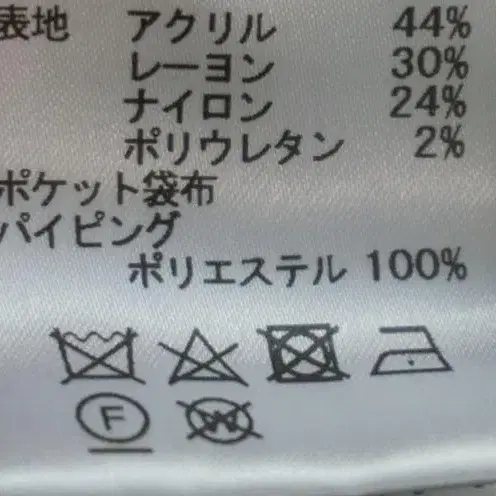 表地 アクリル 44%
レーヨン 30%
ナイロン 24%
ポリウレタン 2%
ポケット袋布
パイピング
ポリエステル 100%
F
W